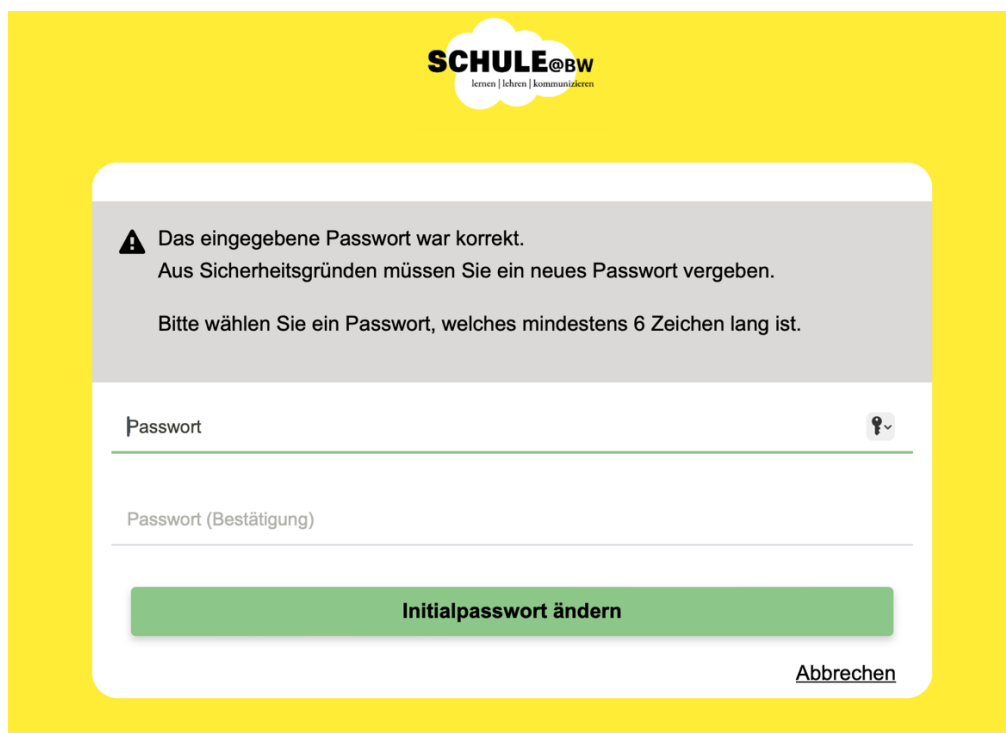 SCHULE@BW
lernen | lehren | kommunizieren
Das eingegebene Passwort war korrekt.
Aus Sicherheitsgründen müssen Sie ein neues Passwort vergeben.
Bitte wählen Sie ein Passwort, welches mindestens 6 Zeichen lang ist.
Passwort
Passwort (Bestätigung)
Initialpasswort ändern
Abbrechen